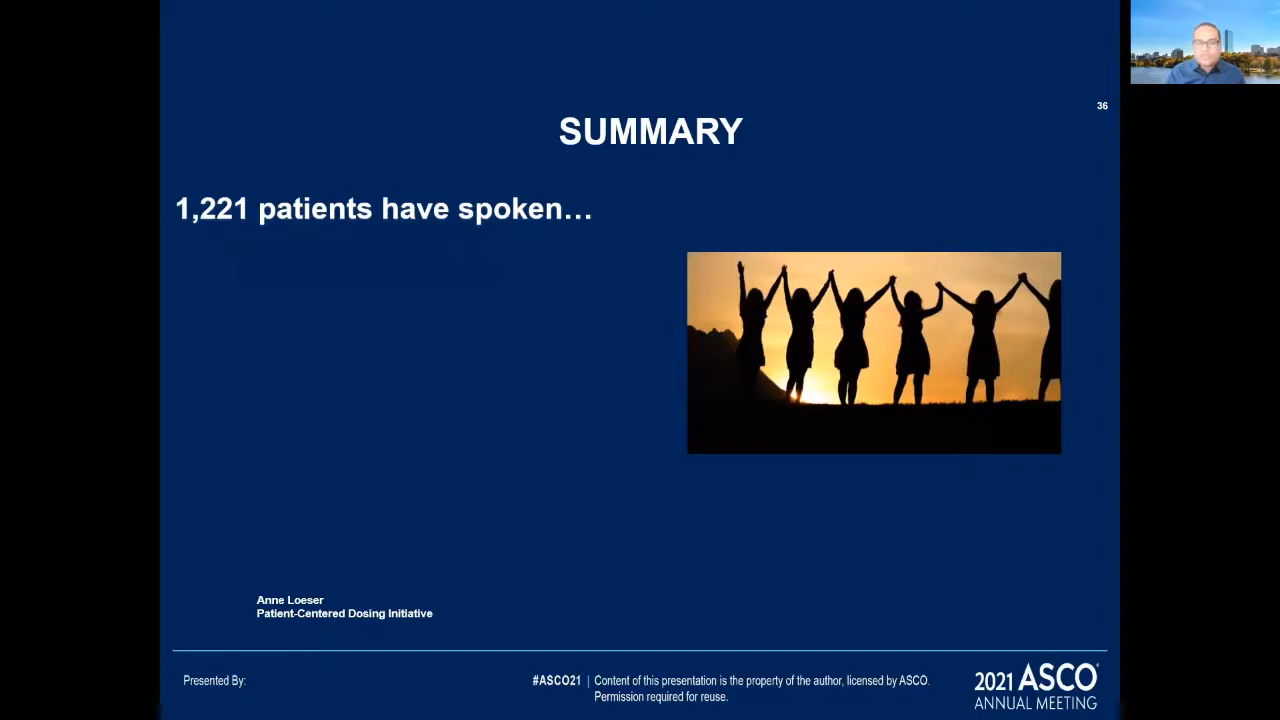 36
SUMMARY
1,221 patients have spoken…
Anne Loeser
Patient-Centered Dosing Initiative
Presented By:
#ASCO21 | Content of this presentation is the property of the author, licensed by ASCO.
Permission required for reuse.
2021 ASCO®
ANNUAL MEETING